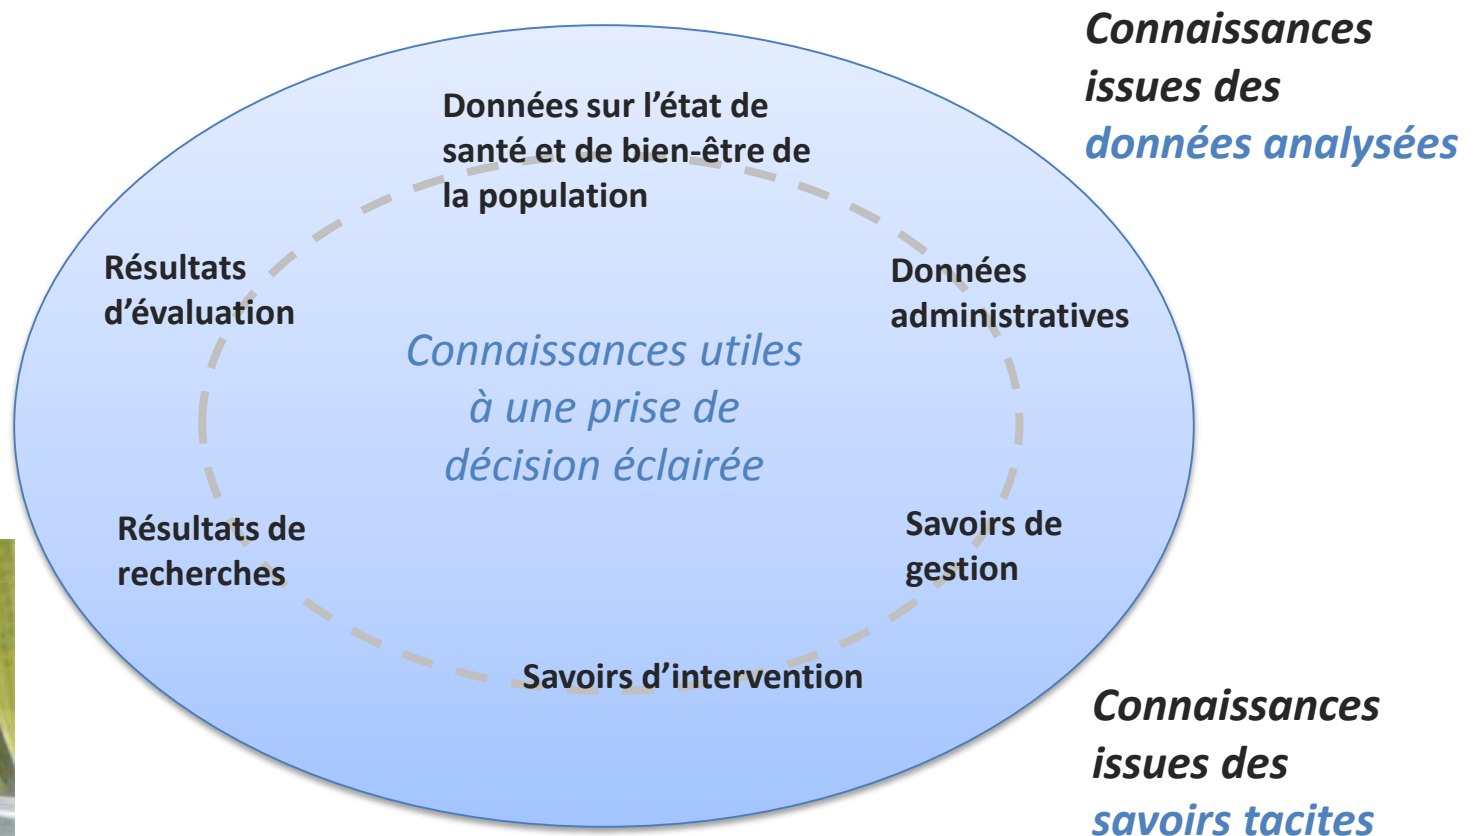 Connaissances
issues des
données analysées
Données sur l’état de
santé et de bien-être de
la population
Résultats
d’évaluation
Données
administratives
Connaissances utiles
à une prise de
décision éclairée
Résultats de
recherches
Savoirs de
gestion
Savoirs d’intervention
Connaissances
issues des
savoirs tacites